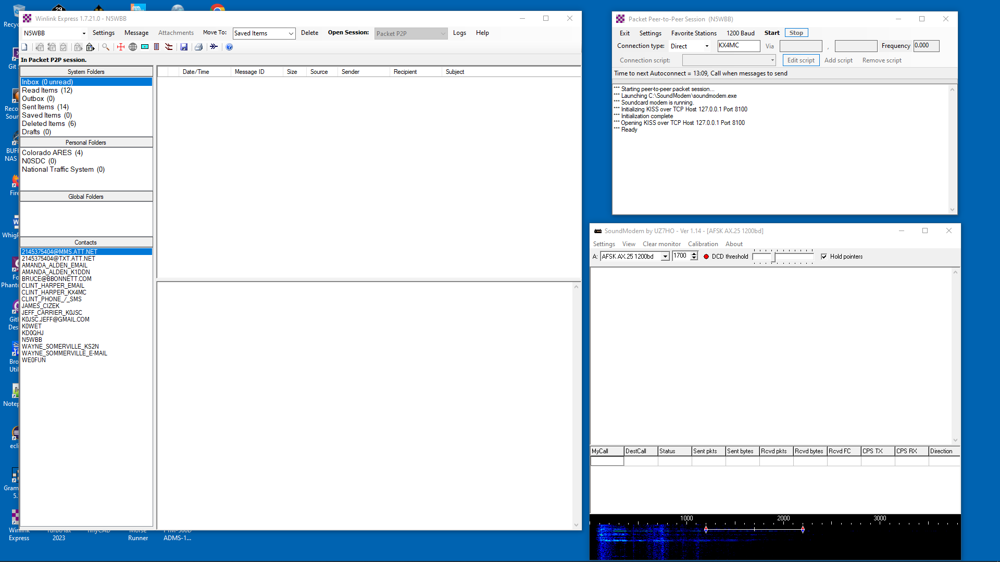 Winlink Express 1.7.21.0 - N5WBB
N5WBB Settings Message Attachments Move To: Saved Items Delete Open Session: Packet P2P Logs Help
In Packet P2P session.
System Folders
Inbox (0 unread)
Read Items (12)
Outbox (0)
Sent Items (14)
Saved Items (0)
Deleted Items (6)
Drafts (0)
Personal Folders
Colorado ARES (4)
N0SDC (0)
National Traffic System (0)
Global Folders
Contacts
2145375404@MMS.ATT.NET
2145375404@TXT.ATT.NET
AMANDA_ALDEN_EMAIL
AMANDA_ALDEN_K1DDN
BRUCE@BBONNETT.COM
CLINT_HARPER_EMAIL
CLINT_HARPER_KX4MC
CLINT_PHONE_/_SMS
JAMES_CIZEK
JEFF_CARRIER_K0JSC
K0JSC.JEFF@GMAIL.COM
K0WET
KD0QHJ
N5WBB
WAYNE_SOMERVILLE_KS2N
WAYNE_SOMMERVILLE_E-MAIL
WE0FUN
Date/Time Message ID Size Source Sender Recipient Subject
Packet Peer-to-Peer Session (N5WBB)
Exit Settings Favorite Stations 1200 Baud Start Stop
Connection type: Direct KX4MC Via , Frequency 0.000
Connection script: Edit script Add script Remove script
Time to next Autoconnect = 13:09, Call when messages to send
*** Starting peer-to-peer packet session...
*** Launching C:\SoundModem\soundmodem.exe
*** Soundcard modem is running.
*** Initializing KISS over TCP Host 127.0.0.1 Port 8100
*** Initialization complete
*** Opening KISS over TCP Host 127.0.0.1 Port 8100
*** Ready
SoundModem by UZ7HO - Ver 1.14 - [AFSK AX.25 1200bd]
Settings View Clear monitor Calibration About
A: AFSK AX.25 1200bd 1700 DCD threshold Hold pointers
MyCall DestCall Status Sent pkts Sent bytes Rcvd pkts Rcvd bytes Rcvd FC CPS TX CPS RX Direction
1000 2000 3000
29
Recy
Git
Reco
Soun
BUF
NAS
Fire
WhigF
Fo
Phanto
Git
Des
Bro
Util
Notep
ecli
Gram
5.
Winlink
Express
TurboTax
2023
TinyCAD
Morse
Runner
ADMS-1...